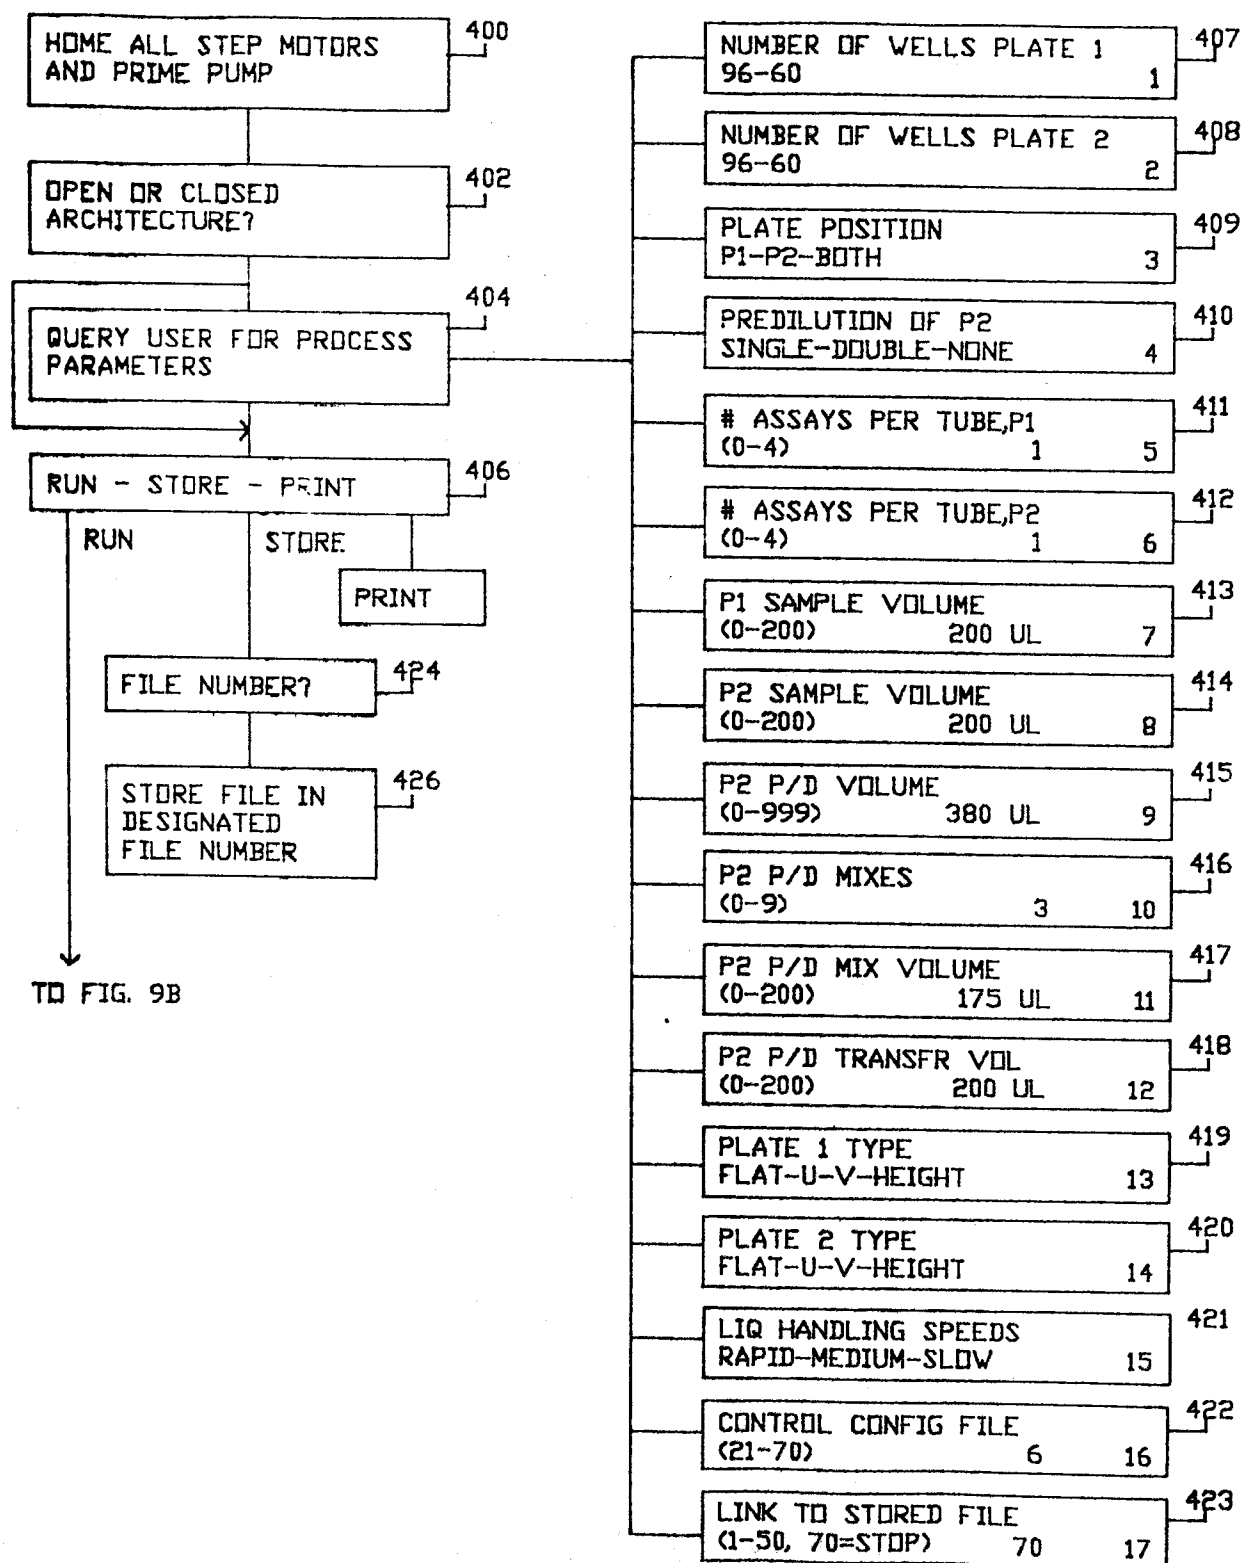 HOME ALL STEP MOTORS
AND PRIME PUMP
400
OPEN OR CLOSED
ARCHITECTURE?
402
404
QUERY USER FOR PROCESS
PARAMETERS
RUN - STORE - PRINT
406
RUN
STORE
PRINT
FILE NUMBER?
424
STORE FILE IN
DESIGNATED
FILE NUMBER
426
TO FIG. 9B
NUMBER OF WELLS PLATE 1
96-60 1
407
NUMBER OF WELLS PLATE 2
96-60 2
408
PLATE POSITION
P1-P2-BOTH 3
409
PREDILUTION OF P2
SINGLE-DOUBLE-NONE 4
410
# ASSAYS PER TUBE,P1
(0-4) 1 5
411
# ASSAYS PER TUBE,P2
(0-4) 1 6
412
P1 SAMPLE VOLUME
(0-200) 200 UL 7
413
P2 SAMPLE VOLUME
(0-200) 200 UL 8
414
P2 P/D VOLUME
(0-999) 380 UL 9
415
P2 P/D MIXES
(0-9) 3 10
416
P2 P/D MIX VOLUME
(0-200) 175 UL 11
417
P2 P/D TRANSFR VOL
(0-200) 200 UL 12
418
PLATE 1 TYPE
FLAT-U-V-HEIGHT 13
419
PLATE 2 TYPE
FLAT-U-V-HEIGHT 14
420
LIQ HANDLING SPEEDS
RAPID-MEDIUM-SLOW 15
421
CONTROL CONFIG FILE
(21-70) 6 16
422
LINK TO STORED FILE
(1-50, 70=STOP) 70 17
423